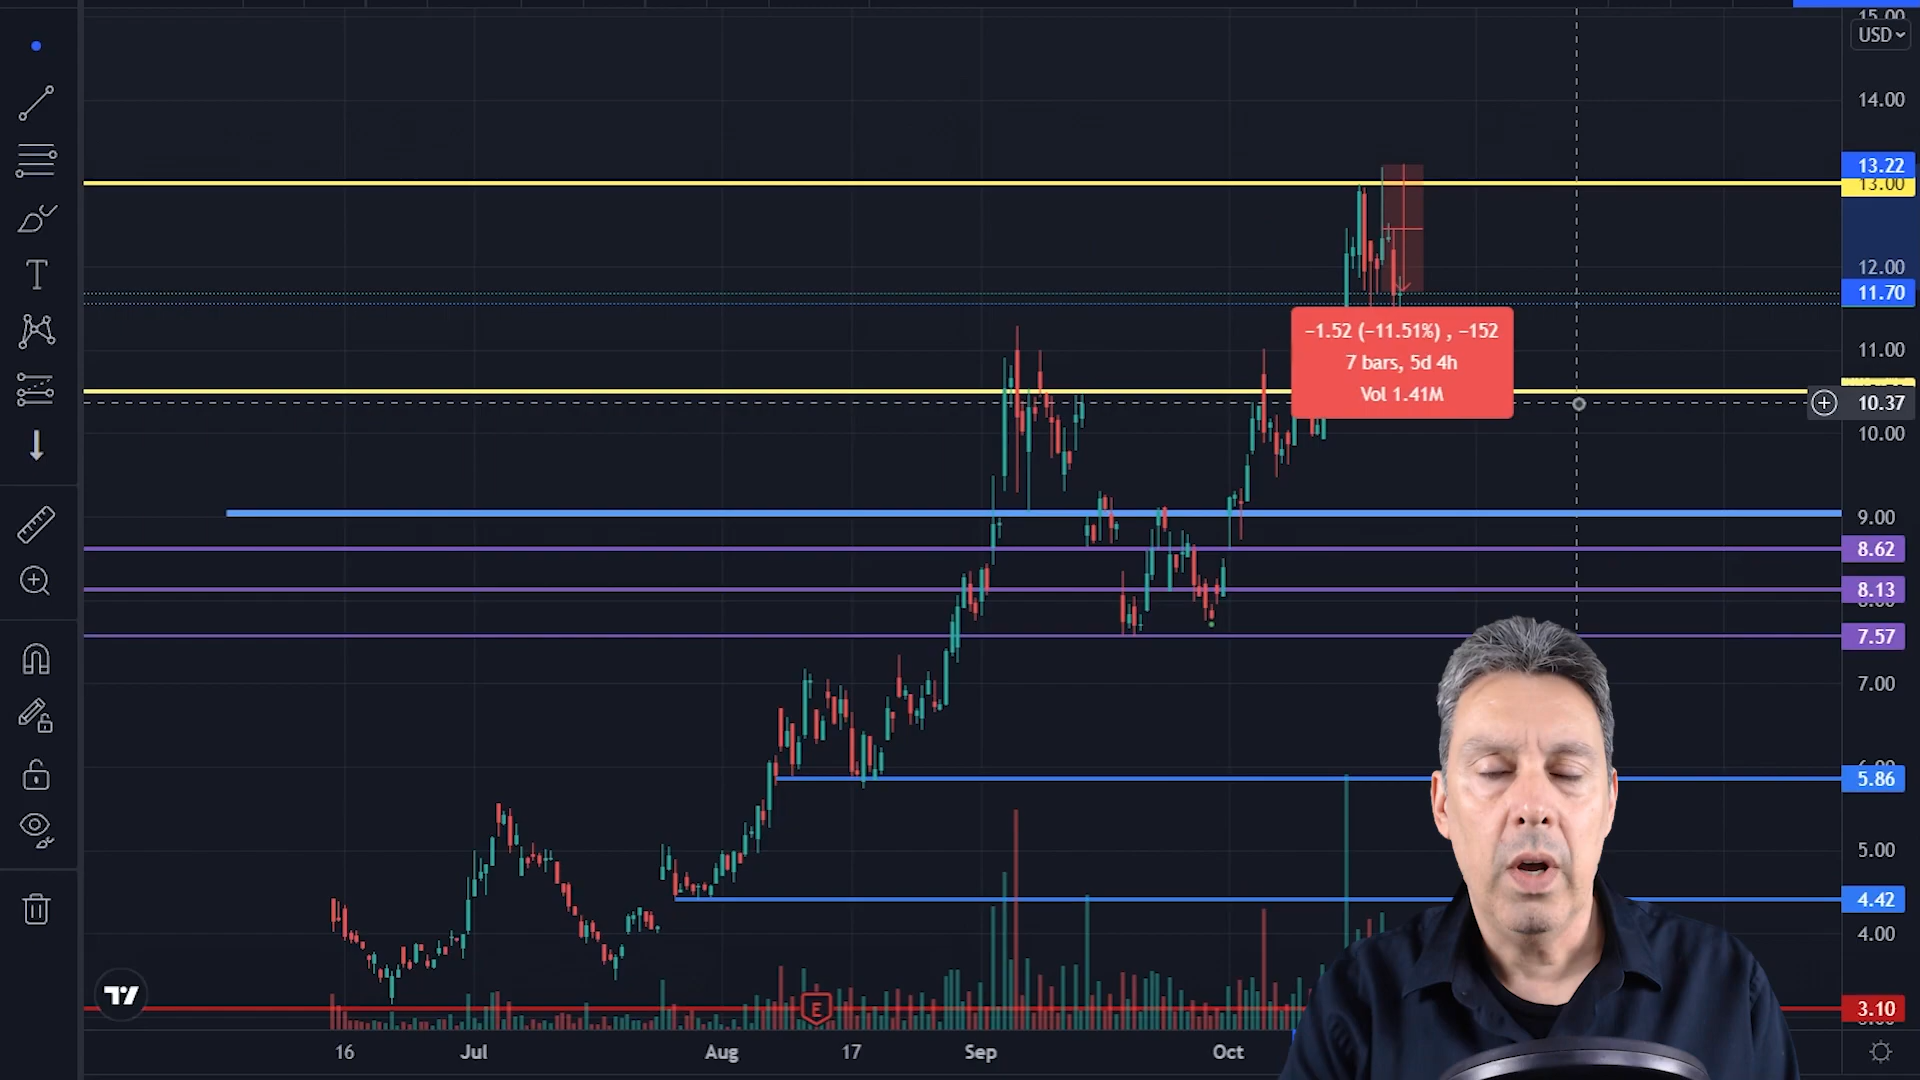 15.00
USD
14.00
13.22
13.00
12.00
11.70
−1.52 (−11.51%) , −152
7 bars, 5d 4h
Vol 1.41M
11.00
10.37
10.00
9.00
8.62
8.13
7.57
7.00
5.86
5.00
4.42
4.00
E
3.10
16
Jul
Aug
17
Sep
Oct